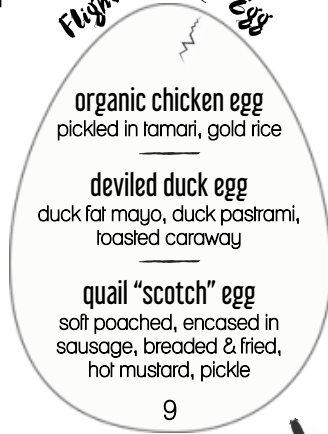 Flight
Egg
organic chicken egg
pickled in tamari, gold rice
deviled duck egg
duck fat mayo, duck pastrami,
toasted caraway
quail “scotch” egg
soft poached, encased in
sausage, breaded & fried,
hot mustard, pickle
9